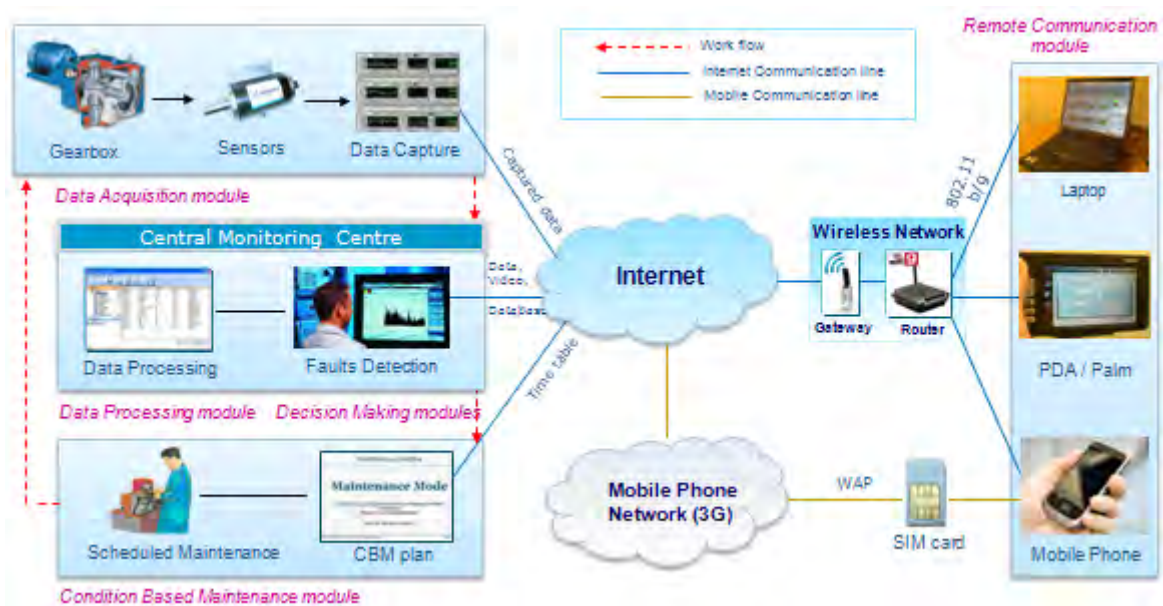 Remote Communication
module
Work flow
Internet Communication line
Mobile Communication line
Gearbox
Sensors
Data Capture
Data Acquisition module
Captured data
802.11
b/g
Laptop
Central Monitoring Centre
Data Processing
Faults Detection
Data,
Video,
Database
Internet
Wireless Network
Gateway
Router
PDA / Palm
Data Processing module
Decision Making modules
Time table
Maintenance Mode
Scheduled Maintenance
CBM plan
Condition Based Maintenance module
Mobile Phone
Network (3G)
WAP
SIM card
Mobile Phone